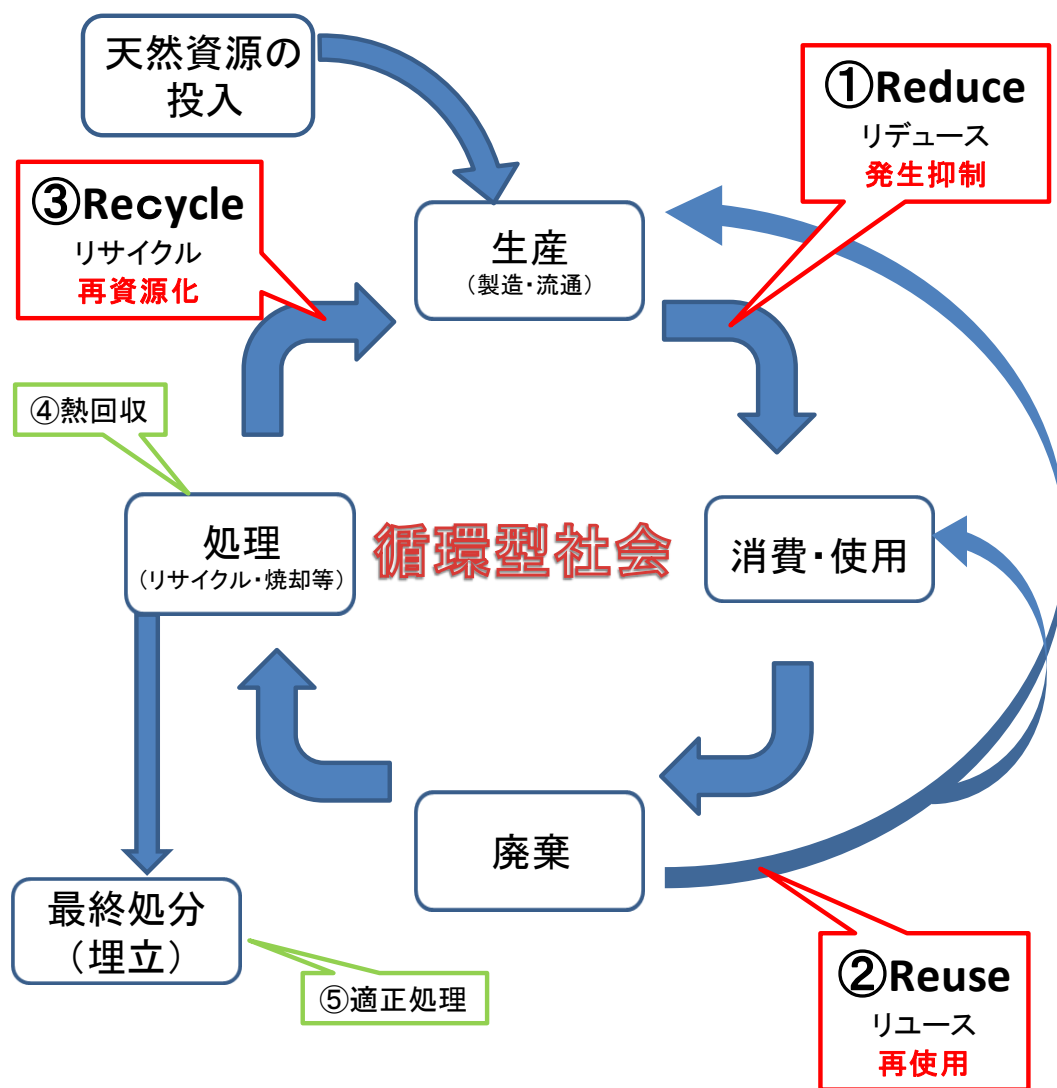 天然資源の
投入
①Reduce
リデュース
発生抑制
③Recycle
リサイクル
再資源化
生産
（製造・流通）
④熱回収
処理
（リサイクル・焼却等）
循環型社会
消費・使用
廃棄
最終処分
（埋立）
⑤適正処理
②Reuse
リユース
再使用